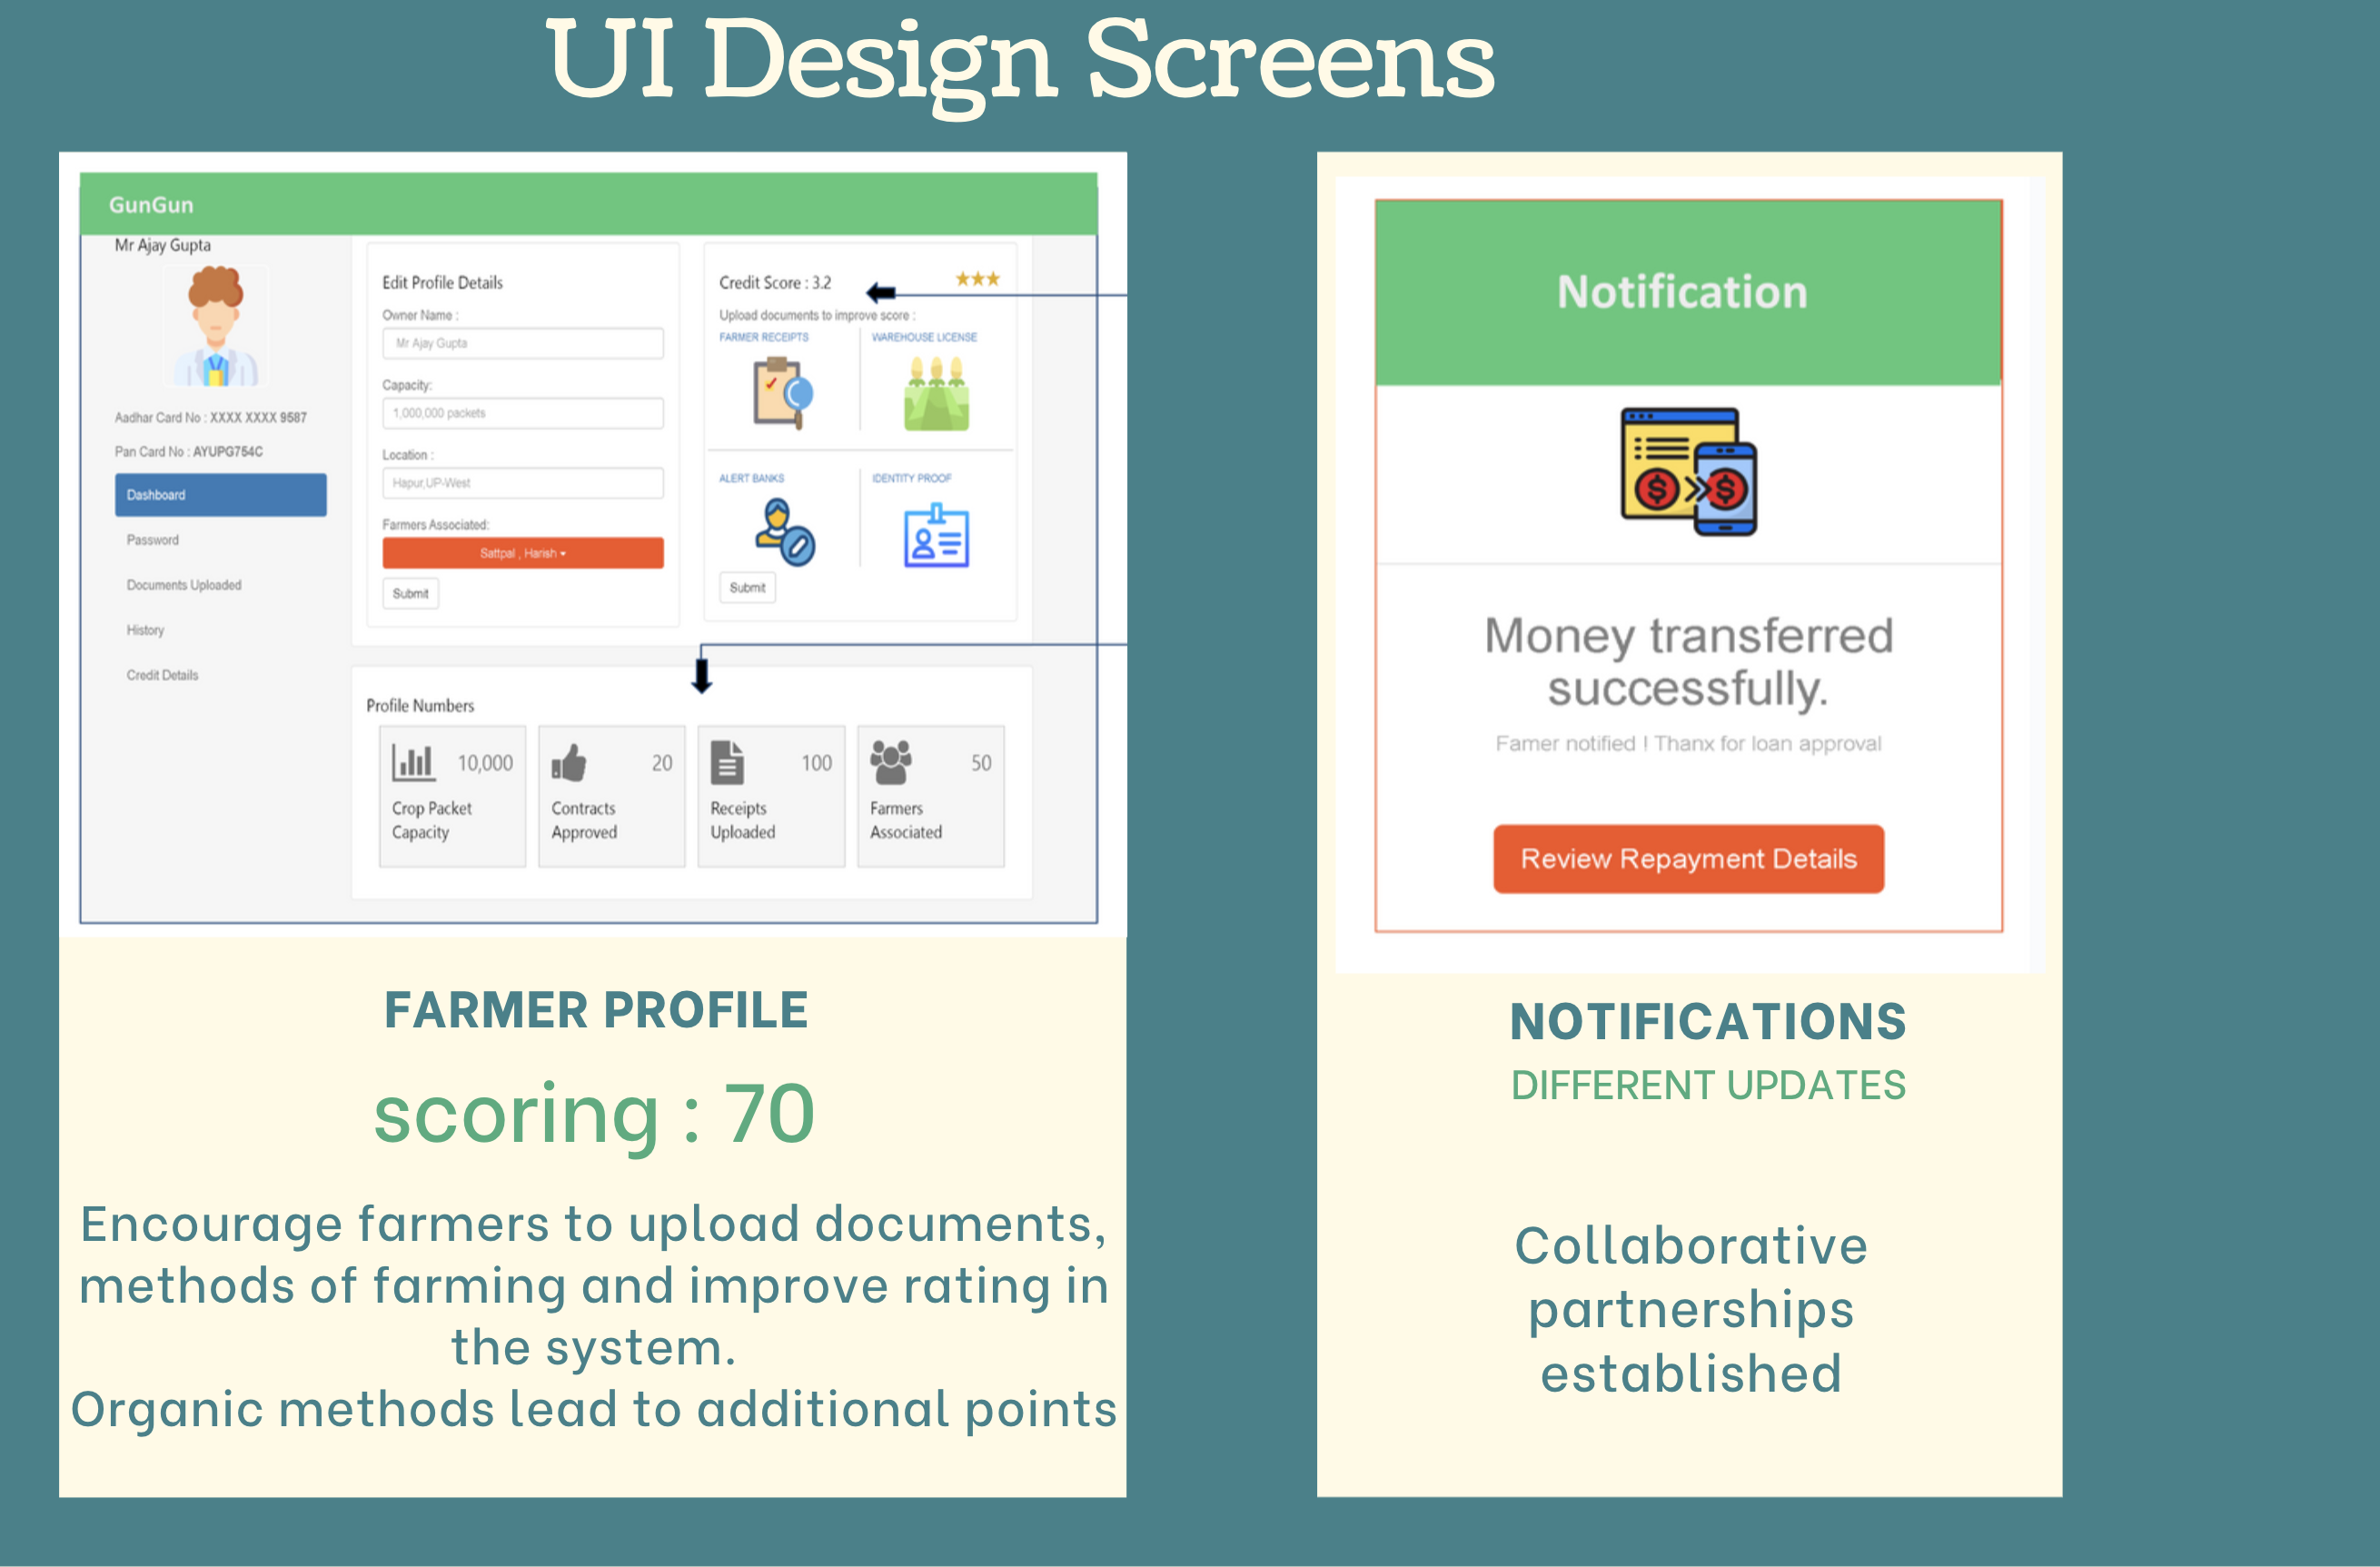 UI Design Screens
GunGun
Mr Ajay Gupta
Aadhar Card No : XXXX XXXX 9587
Pan Card No : AYUPG754C
Dashboard
Password
Documents Uploaded
History
Credit Details
Edit Profile Details
Owner Name :
Mr Ajay Gupta
Capacity:
1,000,000 packets
Location :
Hapur,UP-West
Farmers Associated:
Sattpal , Harish
Submit
Credit Score : 3.2
Upload documents to improve score :
FARMER RECEIPTS
WAREHOUSE LICENSE
ALERT BANKS
IDENTITY PROOF
Submit
Profile Numbers
10,000
Crop Packet
Capacity
20
Contracts
Approved
100
Receipts
Uploaded
50
Farmers
Associated
FARMER PROFILE
scoring : 70
Encourage farmers to upload documents,
methods of farming and improve rating in
the system.
Organic methods lead to additional points
Notification
Money transferred
successfully.
Famer notified ! Thanx for loan approval
Review Repayment Details
NOTIFICATIONS
DIFFERENT UPDATES
Collaborative
partnerships
established